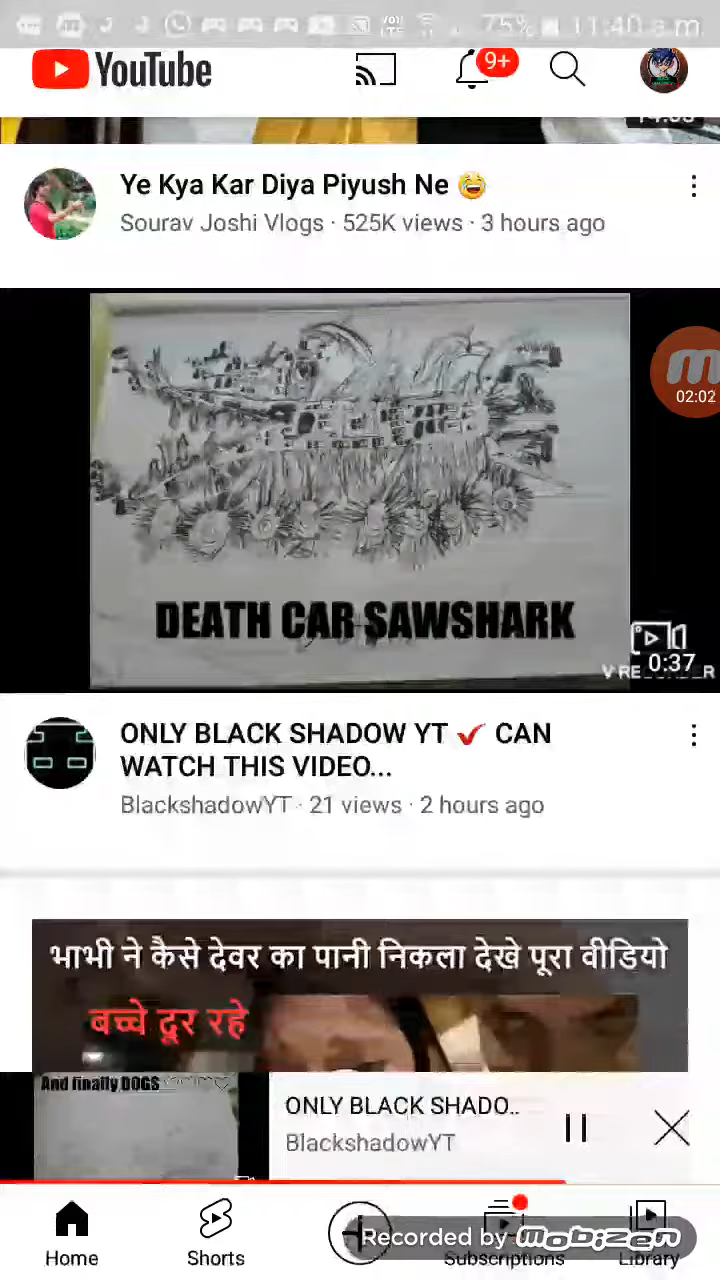 75% 11:40 a.m.
YouTube
9+
Ye Kya Kar Diya Piyush Ne 😂
Sourav Joshi Vlogs · 525K views · 3 hours ago
02:02
DEATH CAR SAWSHARK
0:37
ONLY BLACK SHADOW YT ✓ CAN
WATCH THIS VIDEO...
BlackshadowYT · 21 views · 2 hours ago
भाभी ने कैसे देवर का पानी निकला देखे पूरा वीडियो
बच्चे दूर रहे
And finally DOGS
ONLY BLACK SHADO..
BlackshadowYT
Recorded by mobizen
Home
Shorts
Subscriptions
Library